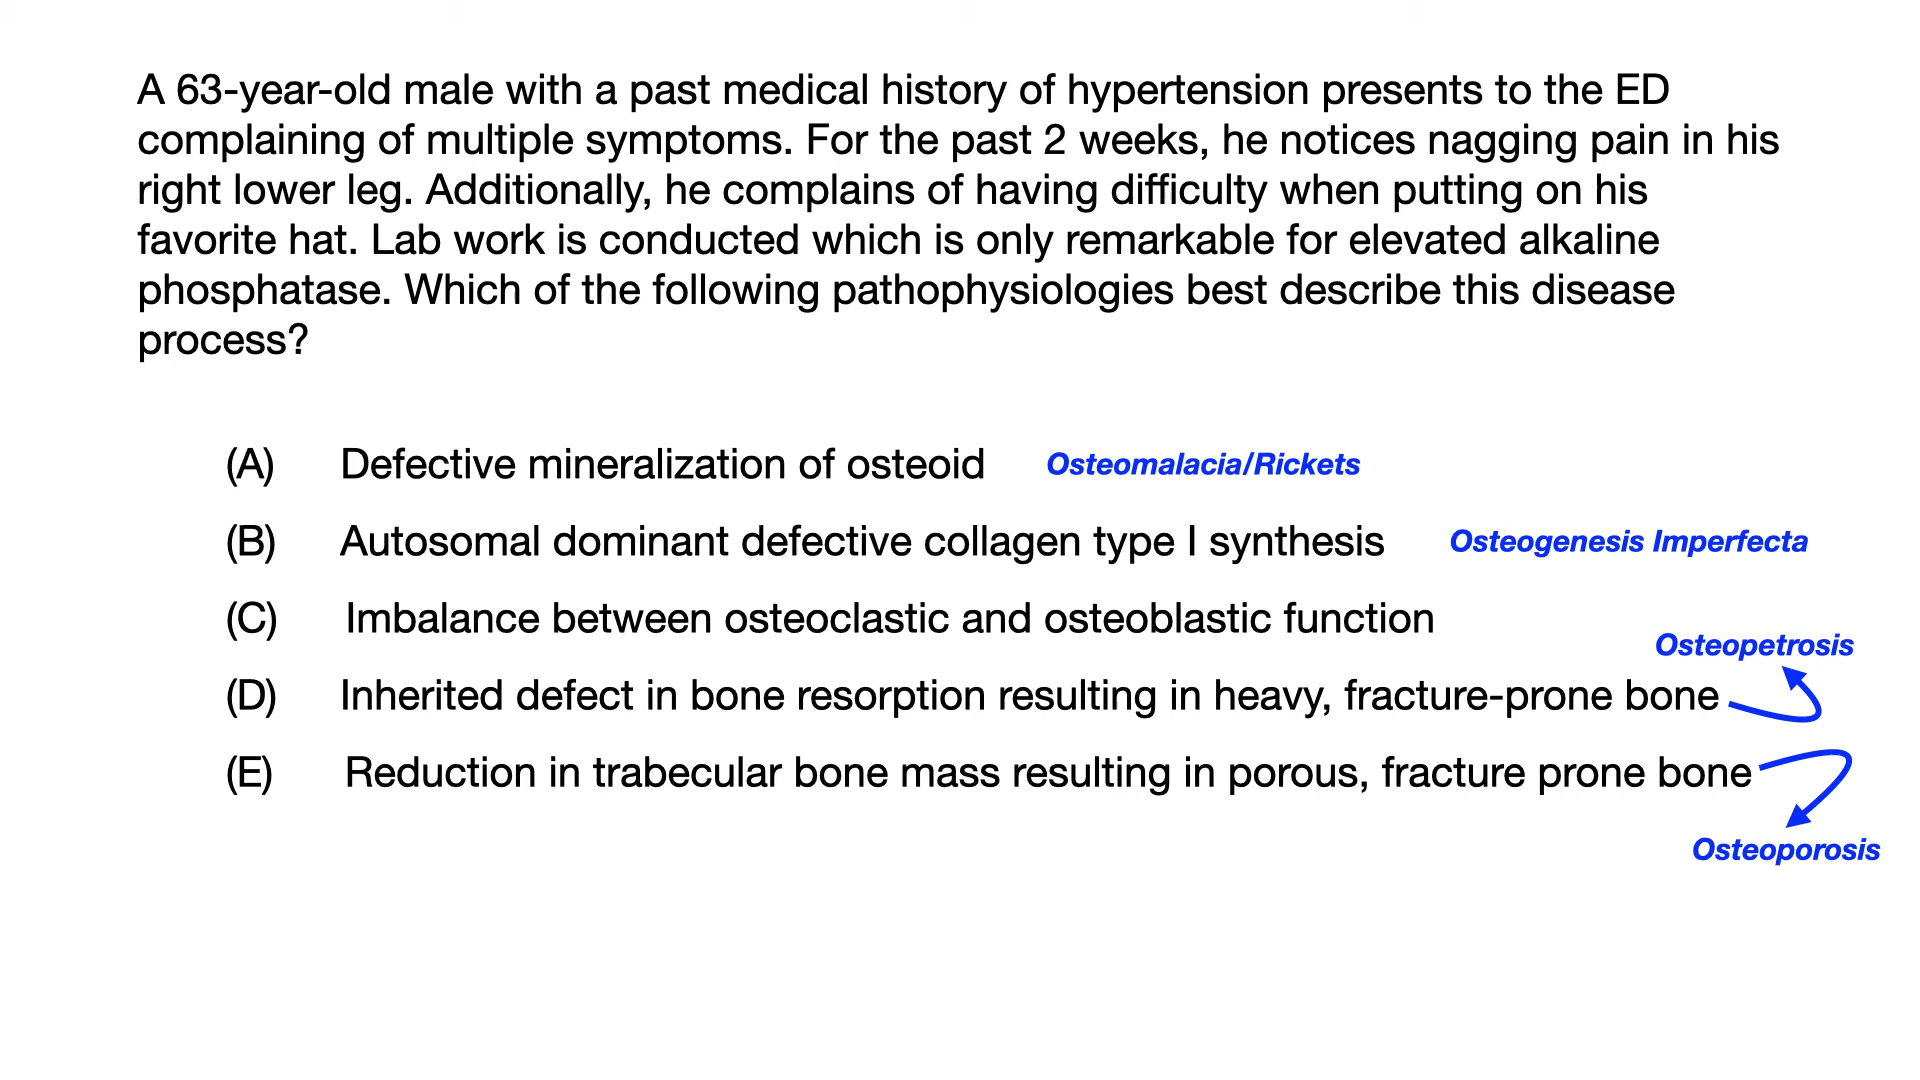 A 63-year-old male with a past medical history of hypertension presents to the ED
complaining of multiple symptoms. For the past 2 weeks, he notices nagging pain in his
right lower leg. Additionally, he complains of having difficulty when putting on his
favorite hat. Lab work is conducted which is only remarkable for elevated alkaline
phosphatase. Which of the following pathophysiologies best describe this disease
process?
(A) Defective mineralization of osteoid Osteomalacia/Rickets
(B) Autosomal dominant defective collagen type I synthesis Osteogenesis Imperfecta
(C) Imbalance between osteoclastic and osteoblastic function
Osteopetrosis
(D) Inherited defect in bone resorption resulting in heavy, fracture-prone bone
(E) Reduction in trabecular bone mass resulting in porous, fracture prone bone
Osteoporosis